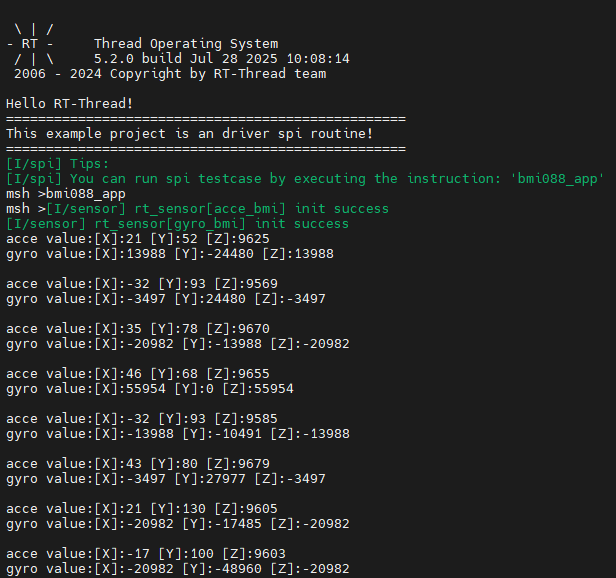 \ | /
- RT -     Thread Operating System
 / | \     5.2.0 build Jul 28 2025 10:08:14
 2006 - 2024 Copyright by RT-Thread team
Hello RT-Thread!
==================================================
This example project is an driver spi routine!
==================================================
[I/spi] Tips:
[I/spi] You can run spi testcase by executing the instruction: 'bmi088_app'
msh >bmi088_app
msh >[I/sensor] rt_sensor[acce_bmi] init success
[I/sensor] rt_sensor[gyro_bmi] init success
acce value:[X]:21 [Y]:52 [Z]:9625
gyro value:[X]:13988 [Y]:-24480 [Z]:13988
acce value:[X]:-32 [Y]:93 [Z]:9569
gyro value:[X]:-3497 [Y]:24480 [Z]:-3497
acce value:[X]:35 [Y]:78 [Z]:9670
gyro value:[X]:-20982 [Y]:-13988 [Z]:-20982
acce value:[X]:46 [Y]:68 [Z]:9655
gyro value:[X]:55954 [Y]:0 [Z]:55954
acce value:[X]:-32 [Y]:93 [Z]:9585
gyro value:[X]:-13988 [Y]:-10491 [Z]:-13988
acce value:[X]:43 [Y]:80 [Z]:9679
gyro value:[X]:-3497 [Y]:27977 [Z]:-3497
acce value:[X]:21 [Y]:130 [Z]:9605
gyro value:[X]:-20982 [Y]:-17485 [Z]:-20982
acce value:[X]:-17 [Y]:100 [Z]:9603
gyro value:[X]:-20982 [Y]:-48960 [Z]:-20982